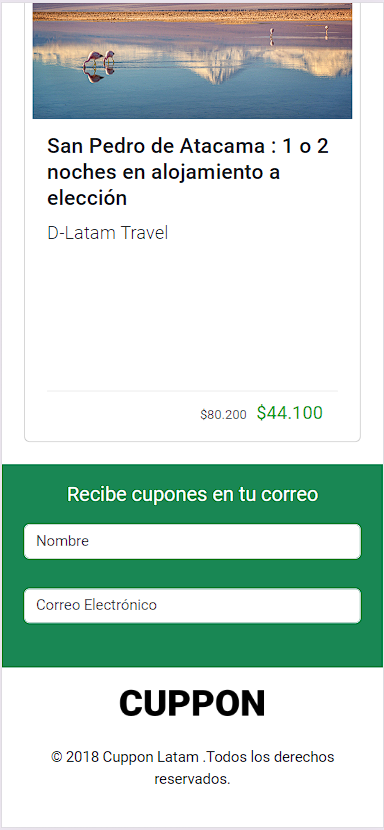 San Pedro de Atacama : 1 o 2
noches en alojamiento a
elección
D-Latam Travel
$80.200 $44.100
Recibe cupones en tu correo
Nombre
Correo Electrónico
CUPPON
© 2018 Cuppon Latam .Todos los derechos
reservados.